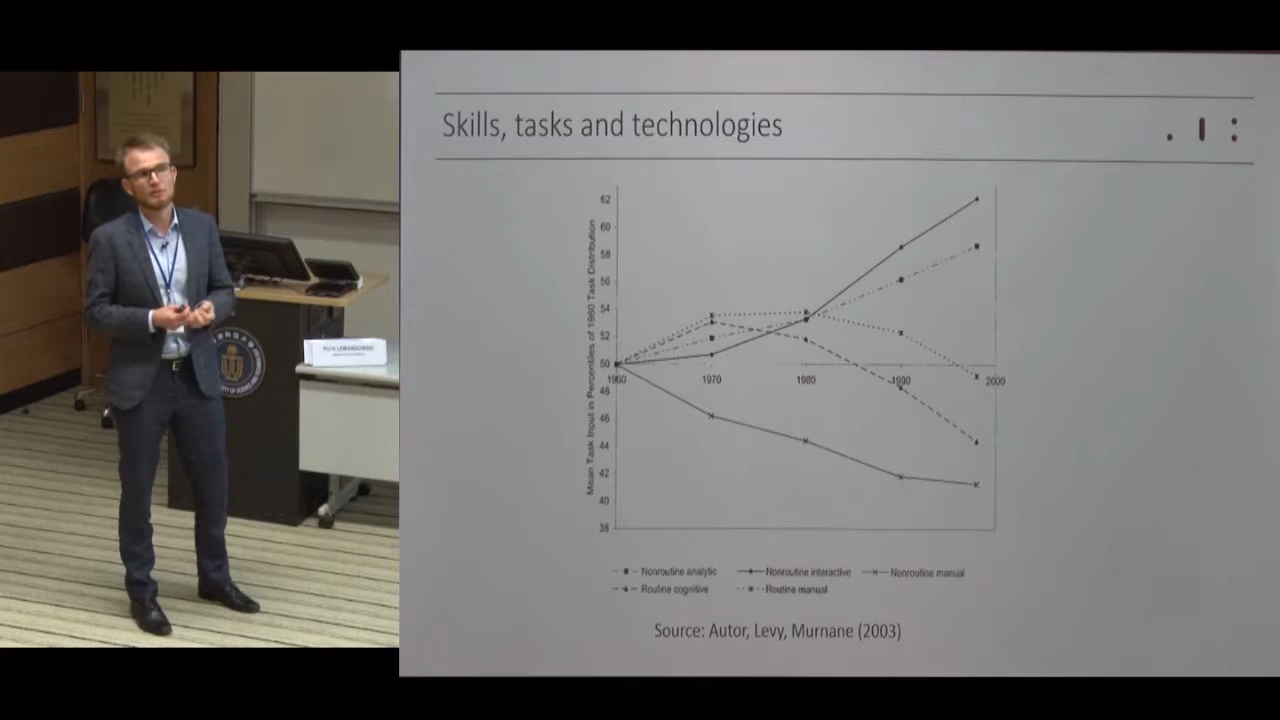 Skills, tasks and technologies
Mean Task Input in Percentiles of 1960 Task Distribution
62
60
58
56
54
52
50
48
46
44
42
40
38
1960
1970
1980
1990
2000
Nonroutine analytic
Nonroutine interactive
Nonroutine manual
Routine cognitive
Routine manual
Source: Autor, Levy, Murnane (2003)
Piotr LEWANDOWSKI